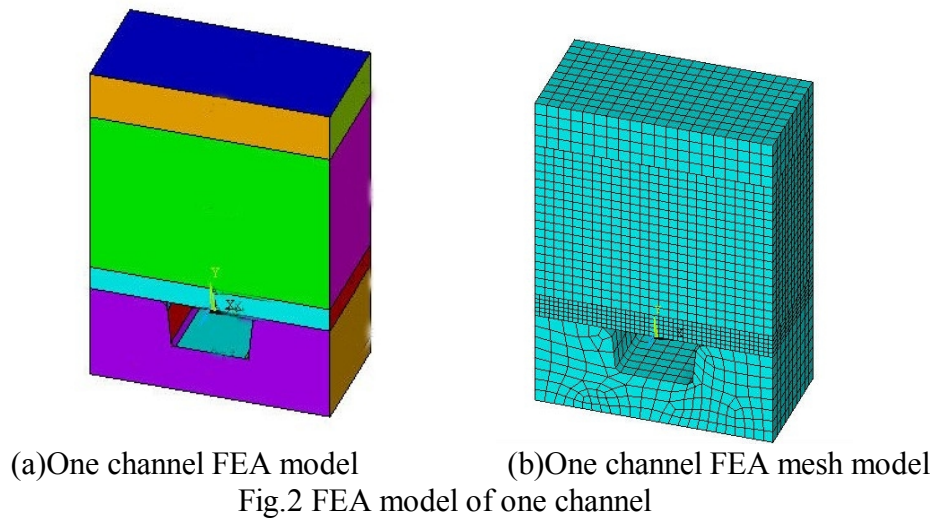 Y
X
(a)One channel FEA model
(b)One channel FEA mesh model
Fig.2 FEA model of one channel